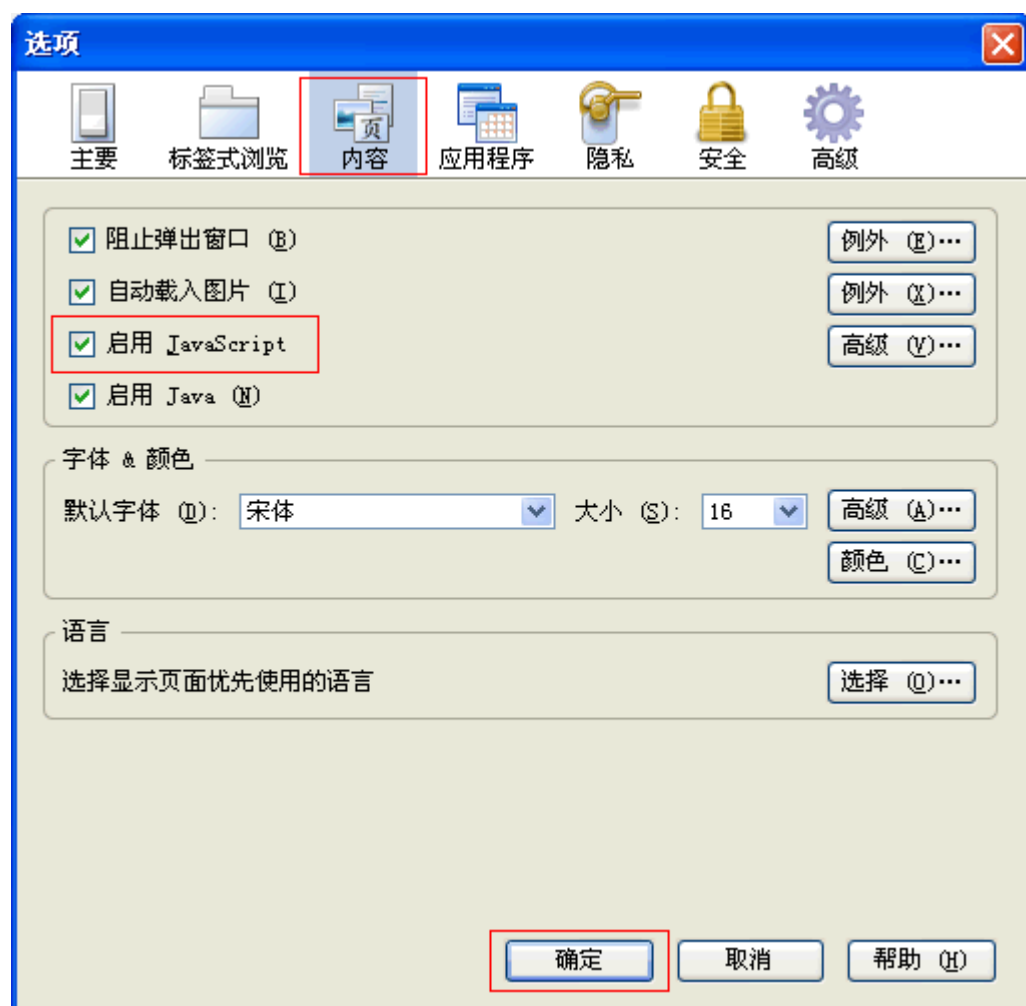 选项
主要 标签式浏览 页 内容 应用程序 隐私 安全 高级
阻止弹出窗口 (B) 例外 (E)…
自动载入图片 (I) 例外 (X)…
启用 JavaScript 高级 (V)…
启用 Java (N)
字体 & 颜色
默认字体 (D): 宋体 大小 (S): 16 高级 (A)…
颜色 (C)…
语言
选择显示页面优先使用的语言 选择 (O)…
确定 取消 帮助 (H)